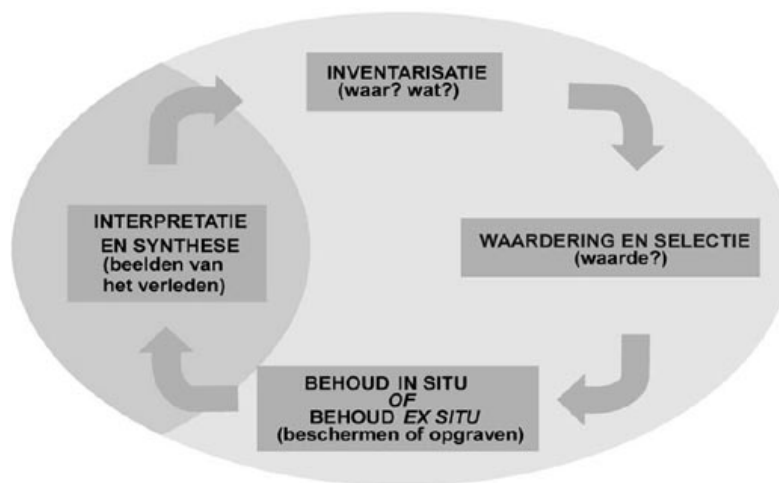 INVENTARISATIE
(waar? wat?)
WAARDERING EN SELECTIE
(waarde?)
BEHOUD IN SITU
OF
BEHOUD EX SITU
(beschermen of opgraven)
INTERPRETATIE
EN SYNTHESE
(beelden van
het verleden)